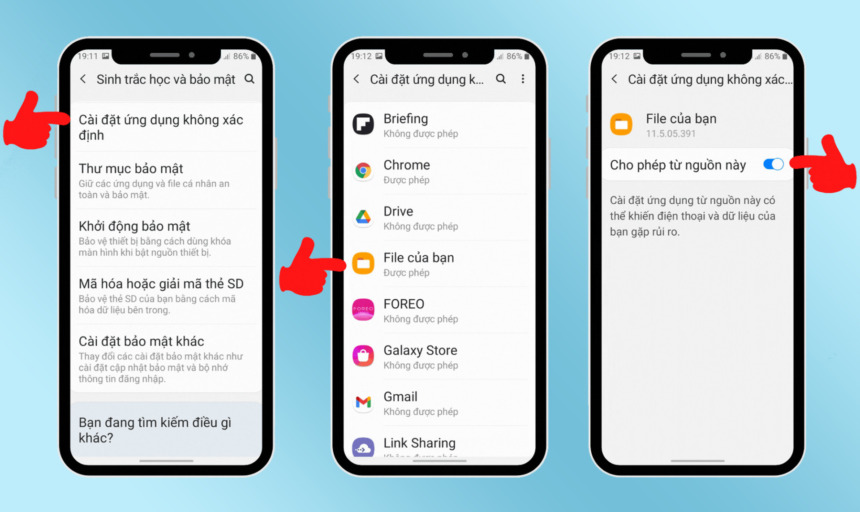 19:11
86%
Sinh trắc học và bảo mật
Cài đặt ứng dụng không xác
định
Thư mục bảo mật
Giữ các ứng dụng và file cá nhân an
toàn và bảo mật.
Khởi động bảo mật
Bảo vệ thiết bị bằng cách dùng khóa
màn hình khi bật nguồn thiết bị.
Mã hóa hoặc giải mã thẻ SD
Bảo vệ thẻ SD của bạn bằng cách mã
hóa dữ liệu bên trong.
Cài đặt bảo mật khác
Thay đổi các cài đặt bảo mật khác như
cài đặt cập nhật bảo mật và bộ nhớ
thông tin đăng nhập.
Bạn đang tìm kiếm điều gì
khác?
19:12
86%
Cài đặt ứng dụng k...
Briefing
Không được phép
Chrome
Được phép
Drive
Không được phép
File của bạn
Được phép
FOREO
FOREO
Không được phép
Galaxy Store
Không được phép
Gmail
Không được phép
Link Sharing
19:12
86%
Cài đặt ứng dụng không xác...
File của bạn
11.5.05.391
Cho phép từ nguồn này
Cài đặt ứng dụng từ nguồn này có
thể khiến điện thoại và dữ liệu của
bạn gặp rủi ro.